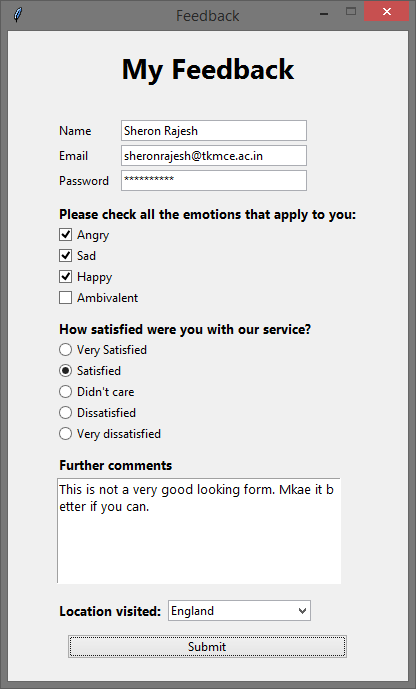 Feedback
My Feedback
Name Sheron Rajesh
Email sheronrajesh@tkmce.ac.in
Password **********
Please check all the emotions that apply to you:
Angry
Sad
Happy
Ambivalent
How satisfied were you with our service?
Very Satisfied
Satisfied
Didn't care
Dissatisfied
Very dissatisfied
Further comments
This is not a very good looking form. Mkae it b
etter if you can.
Location visited: England
Submit